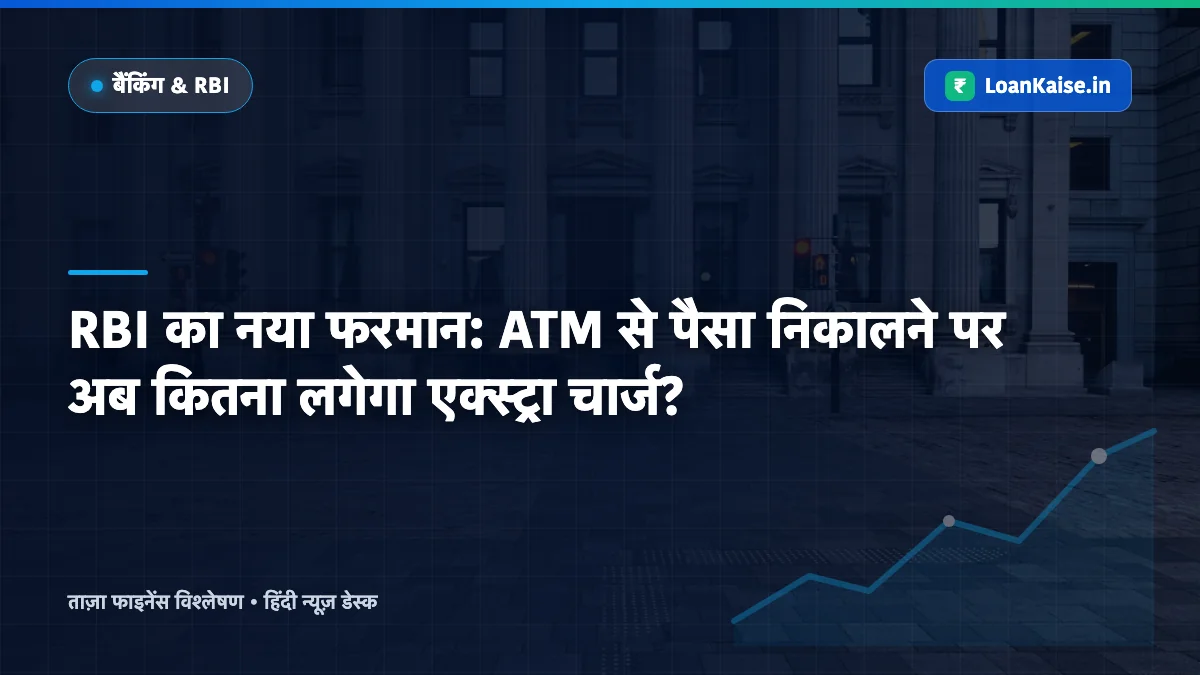 बैंकिंग & RBI
₹ LoanKaise.in
RBI का नया फरमान: ATM से पैसा निकालने पर
अब कितना लगेगा एक्स्ट्रा चार्ज?
ताज़ा फाइनेंस विश्लेषण • हिंदी न्यूज़ डेस्क